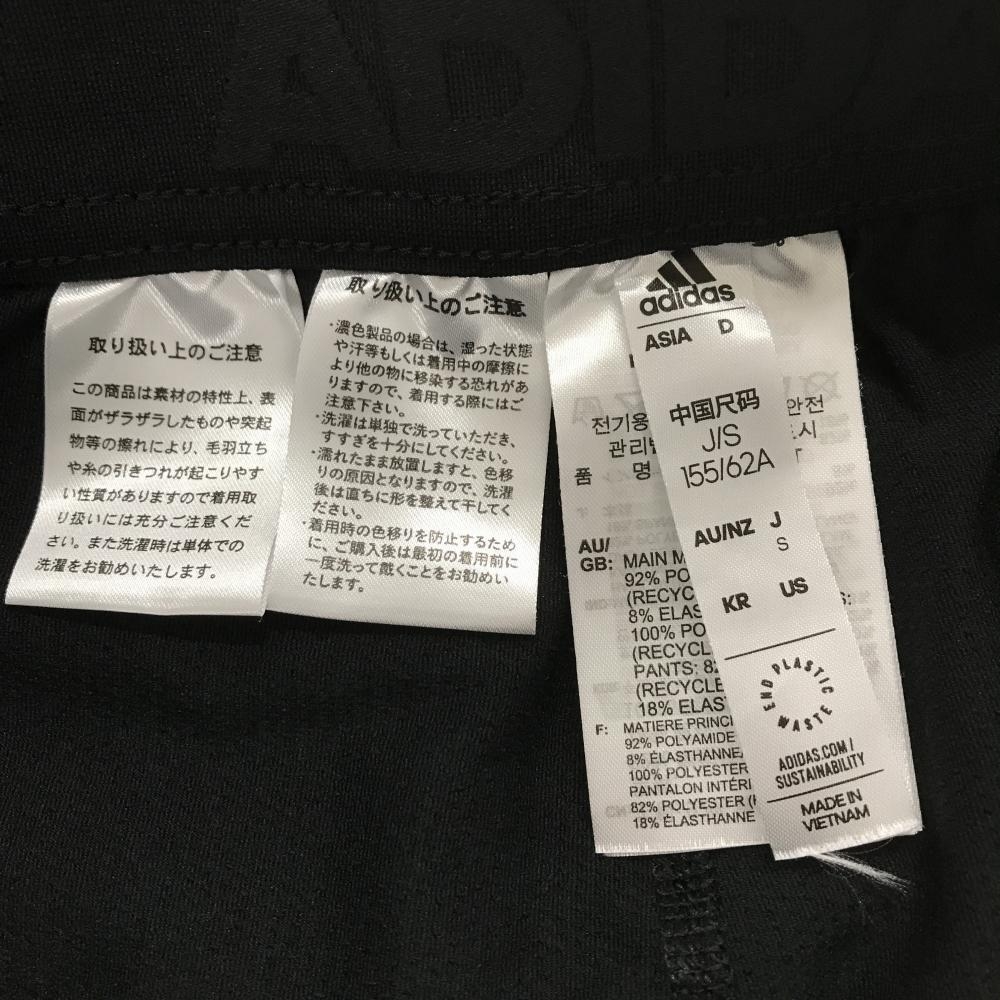 ADIDA
取り扱い上のご注意
この商品は素材の特性上、表
面がザラザラしたものや突起
物等の擦れにより、毛羽立ち
や糸の引きつれが起こりやす
い性質がありますので着用取
り扱いには充分ご注意くだ
さい。また洗濯時は単体での
洗濯をお勧めいたします。
取り扱い上のご注意
・濃色製品の場合は、湿った状態
や汗等もしくは着用中の摩擦に
より他の物に移染する恐れがあ
りますので、着用する際にはご
注意下さい。
・洗濯は単独で洗っていただき、
すすぎを十分にしてください。
・濡れたまま放置しますと、色移
りの原因となりますので、洗濯
後は直ちに形を整えて干してく
ださい。
・着用時の色移りを防止するため
に、ご購入後は最初の着用前に
一度洗って戴くことをお勧めい
たします。
전기용 안전
관리법 표시
품 명
AU/
GB: MAIN M
92% PO
(RECYC
8% ELAS
100% PO
(RECYCL
PANTS: 82
(RECYCLE
18% ELAS
F: MATIERE PRINCI
92% POLYAMIDE
8% ÉLASTHANNE
100% POLYESTER
PANTALON INTÉRI
82% POLYESTER (
18% ÉLASTHANNE
adidas
ASIA D
中国尺码
J/S
155/62A
AU/NZ J
S
KR US
END PLASTIC WASTE
ADIDAS.COM/
SUSTAINABILITY
MADE IN
VIETNAM